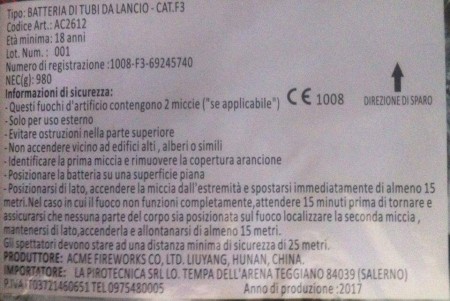 Tipo: BATTERIA DI TUBI DA LANCIO - CAT.F3
Codice Art.: AC2612
Età minima: 18 anni
Lot. Num.: 001
Numero di registrazione :1008-F3-69245740
NEC(g): 980
Informazioni di sicurezza:
- Questi fuochi d'artificio contengono 2 miccie ("se applicabile")
CE 1008
DIREZIONE DI SPARO
- Solo per uso esterno
- Evitare ostruzioni nella parte superiore
- Non accendere vicino ad edifici alti , alberi o simili
- Identificare la prima miccia e rimuovere la copertura arancione
- Posizionare la batteria su una superficie piana
- Posizionarsi di lato, accendere la miccia dall'estremità e spostarsi immediatamente di almeno 15
metri.Nel caso in cui il fuoco non funzioni completamente,attendere 15 minuti prima di tornare e
assicurarsi che nessuna parte del corpo sia posizionata sul fuoco localizzare la seconda miccia ,
mantenersi di lato,accenderla e allontanarsi di almeno 15 metri.
Gli spettatori devono stare ad una distanza minima di sicurezza di 25 metri.
PRODUTTORE: ACME FIREWORKS CO, LTD. LIUYANG, HUNAN, CHINA.
IMPORTATORE: LA PIROTECNICA SRL LO. TEMPA DELL'ARENA TEGGIANO 84039 (SALERNO)
P.IvA:IT03721460651 TEL 0975480005
Anno di produzione :2017